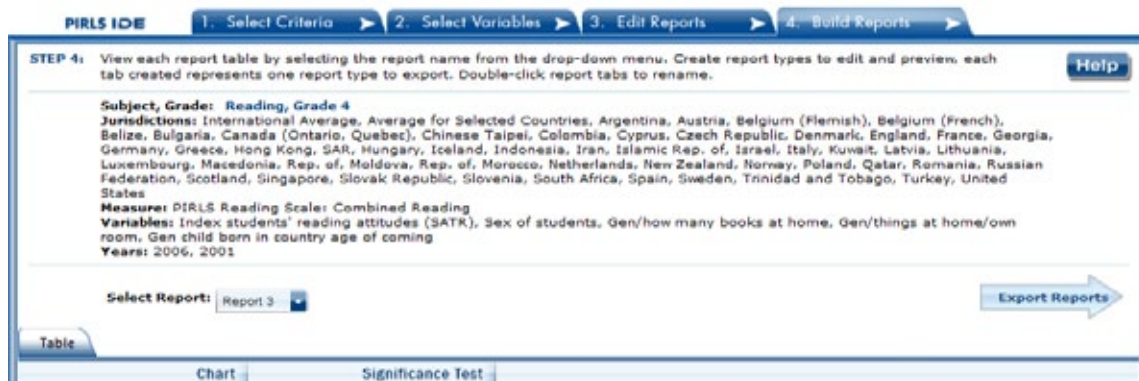 PIRLS IDE
1. Select Criteria
2. Select Variables
3. Edit Reports
4. Build Reports
STEP 4: View each report table by selecting the report name from the drop-down menu. Create report types to edit and preview, each
tab created represents one report type to export. Double-click report tabs to rename.
Help
Subject, Grade: Reading, Grade 4
Jurisdictions: International Average, Average for Selected Countries, Argentina, Austria, Belgium (Flemish), Belgium (French),
Belize, Bulgaria, Canada (Ontario, Quebec), Chinese Taipei, Colombia, Cyprus, Czech Republic, Denmark, England, France, Georgia,
Germany, Greece, Hong Kong, SAR, Hungary, Iceland, Indonesia, Iran, Islamic Rep. of, Israel, Italy, Kuwait, Latvia, Lithuania,
Luxembourg, Macedonia, Rep. of, Moldova, Rep. of, Morocco, Netherlands, New Zealand, Norway, Poland, Qatar, Romania, Russian
Federation, Scotland, Singapore, Slovak Republic, Slovenia, South Africa, Spain, Sweden, Trinidad and Tobago, Turkey, United
States
Measure: PIRLS Reading Scale: Combined Reading
Variables: Index students' reading attitudes (SATR), Sex of students, Gen/how many books at home, Gen/things at home/own
room, Gen child born in country age of coming
Years: 2006, 2001
Select Report: Report 3
Export Reports
Table
Chart
Significance Test